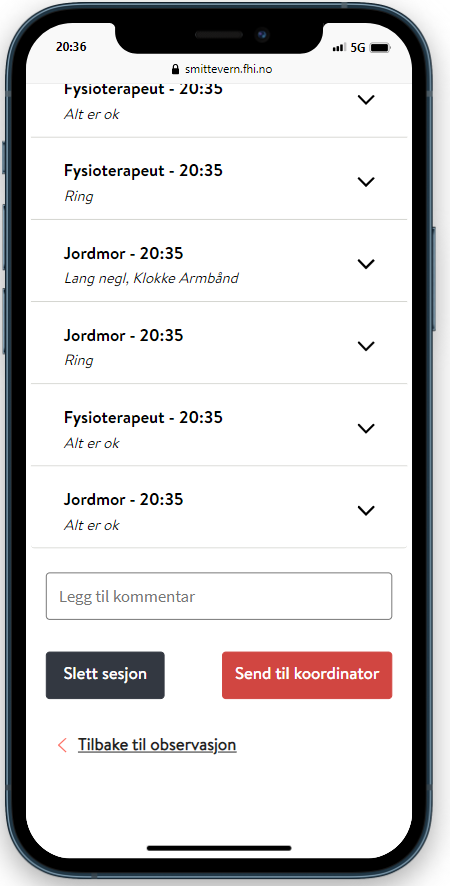 20:36
5G
smittevern.fhi.no
Fysioterapeut - 20:35
Alt er ok
Fysioterapeut - 20:35
Ring
Jordmor - 20:35
Lang negl, Klokke Armbånd
Jordmor - 20:35
Ring
Fysioterapeut - 20:35
Alt er ok
Jordmor - 20:35
Alt er ok
Legg til kommentar
Slett sesjon
Send til koordinator
Tilbake til observasjon